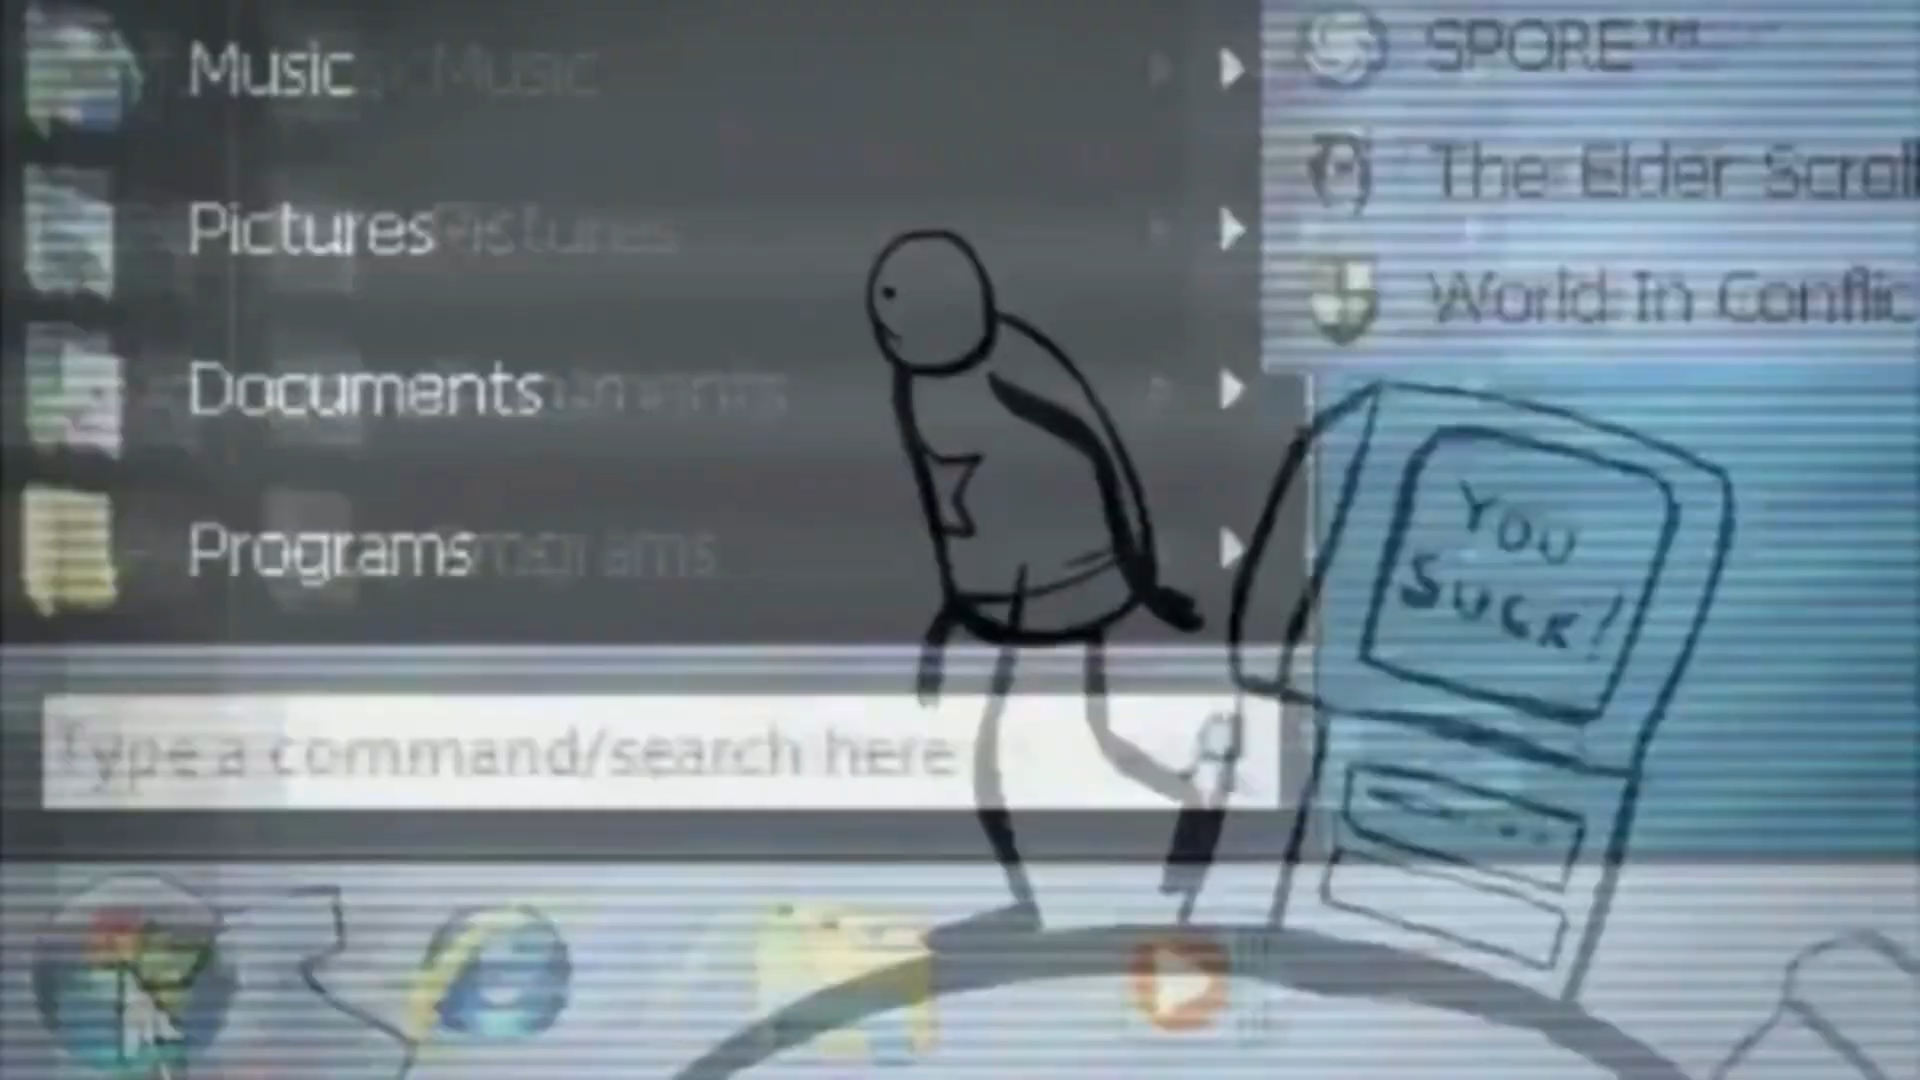 Music
Pictures
Documents
Programs
Type a command/search here
SPORE™
The Elder Scroll
World In Conflic
YOU
SUCK!